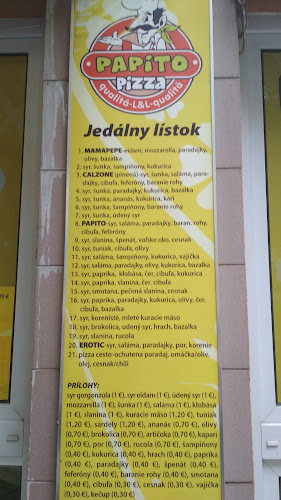 PAPiTO
pizza
qualitá-L&L-qualitá
Jedálny lístok
1. MAMAPEPE-eidam, mozzarella, paradajky,
olivy, bazalka
2. syr, šunka, šampiňóny, kukurica
3. CALZONE (plnená)-syr, šunka, saláma, para-
dajky, cibuľa, feferóny, baranie rohy
4. syr, šunka, paradajky, kukurica, bazalka
5. syr, šunka, ananás, kukurica, kari
6. syr, šunka, šampiňóny, baranie rohy
7. syr, šunka, údený syr
8. PAPITO-syr, saláma, paradajky, baran. rohy,
cibuľa, feferóny
9. syr, slanina, špenát, voľské oko, cesnak
10. syr, tuniak, cibuľa, olivy
11. syr, saláma, šampiňóny, kukurica, vajíčka
12. syr, saláma, paradajky, olivy, kukurica, bazalka
13. syr, paprika, klobása, čer. cibuľa, kukurica
14. syr, paprika, slanina, čer. cibuľa
15. syr, smotana, pečená slanina, cesnak
16. syr, paprika, paradajky, kukurica, olivy, čer.
cibuľa, bazalka
17. syr, korenisté, mleté kuracie mäso
18. syr, brokolica, údený syr, hrach, bazalka
19. syr, slanina, rucola
20. EROTIC-syr, saláma, paradajky, por, korenie
21. pizza cesto-ochutená paradaj. omáčka/oliv.
olej, cesnak/chili
PRÍLOHY:
syr gorgonzola (1 €), syr eidam (1 €), údený syr (1 €),
mozzarella (1 €), šunka (1 €), saláma (1 €), klobása
(1 €), slanina (1 €), kuracie mäso (1,20 €), tuniak
(1,20 €), sardely (1,20 €), ananás (0,70 €), olivy
(0,70 €), brokolica (0,70 €), artičoka (0,70 €), kapari
(0,70 €), por (0,70 €), rucola (0,70 €), šampiňóny
(0,40 €), kukurica (0,40 €), hrach (0,40 €), paprika
(0,40 €), paradajky (0,40 €), špenát (0,40 €),
feferóny (0,40 €), baranie rohy (0,40 €), smotana
(0,40 €), cibuľa (0,30 €), cesnak (0,30 €), vajíčko
(0,30 €), kečup (0,30 €)